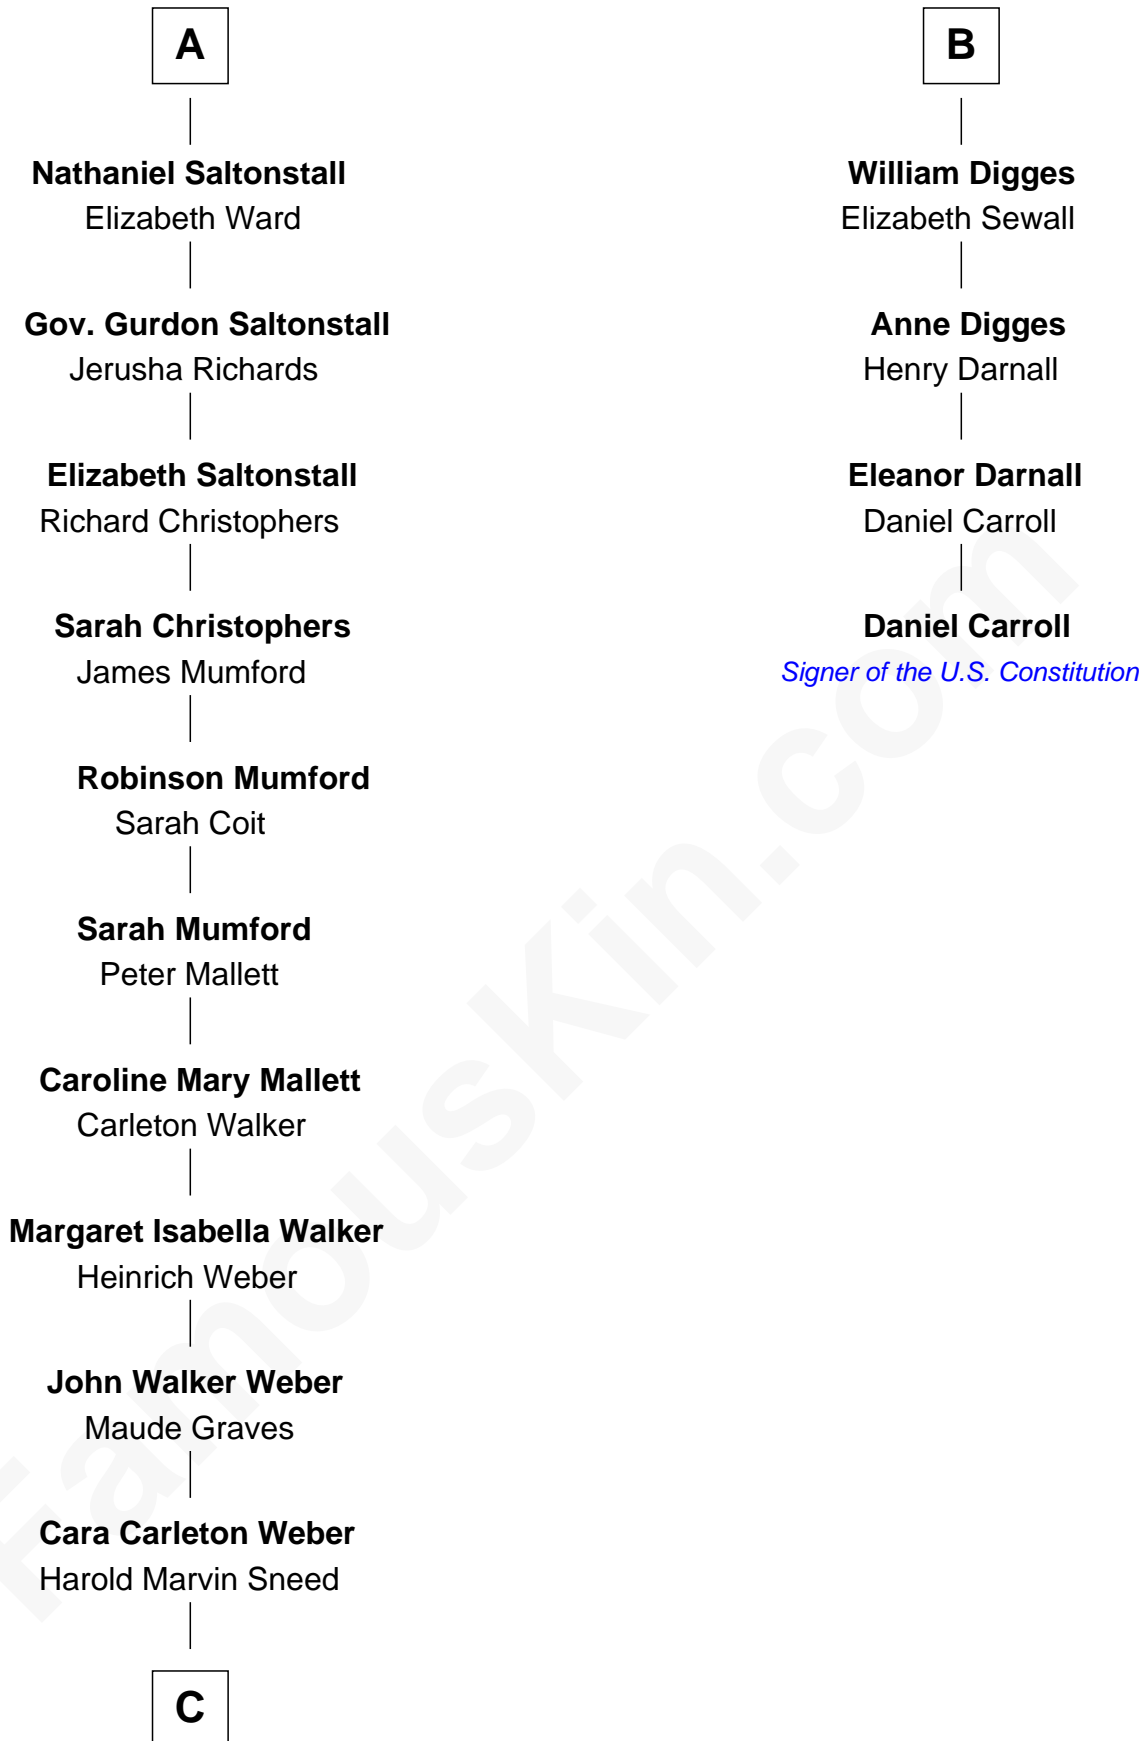 A
Nathaniel Saltonstall
Elizabeth Ward
Gov. Gurdon Saltonstall
Jerusha Richards
Elizabeth Saltonstall
Richard Christophers
Sarah Christophers
James Mumford
Robinson Mumford
Sarah Coit
Sarah Mumford
Peter Mallett
Caroline Mary Mallett
Carleton Walker
Margaret Isabella Walker
Heinrich Weber
John Walker Weber
Maude Graves
Cara Carleton Weber
Harold Marvin Sneed
C
B
William Digges
Elizabeth Sewall
Anne Digges
Henry Darnall
Eleanor Darnall
Daniel Carroll
Daniel Carroll
Signer of the U.S. Constitution
FamousKin.com